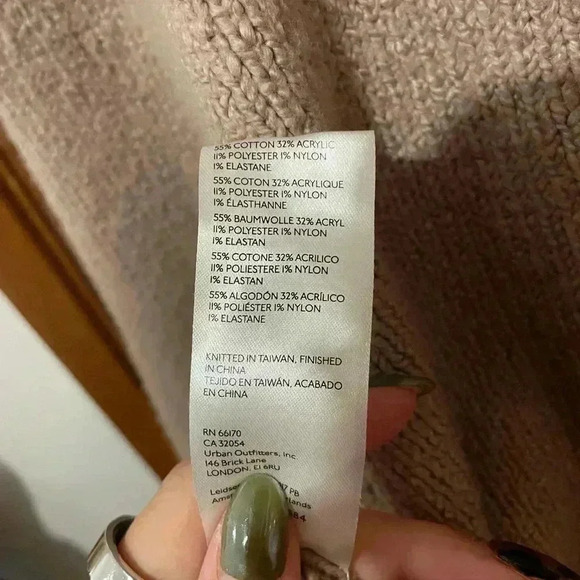 55% COTTON 32% ACRYLIC
11% POLYESTER 1% NYLON
1% ELASTANE
55% COTON 32% ACRYLIQUE
11% POLYESTER 1% NYLON
1% ÉLASTHANNE
55% BAUMWOLLE 32% ACRYL
11% POLYESTER 1% NYLON
1% ELASTAN
55% COTONE 32% ACRILICO
11% POLIESTERE 1% NYLON
1% ELASTAN
55% ALGODÓN 32% ACRÍLICO
11% POLIÉSTER 1% NYLON
1% ELASTANE
KNITTED IN TAIWAN, FINISHED
IN CHINA
TEJIDO EN TAIWÁN, ACABADO
EN CHINA
RN 66170
CA 32054
Urban Outfitters, Inc
146 Brick Lane
LONDON, E1 6RU
PB